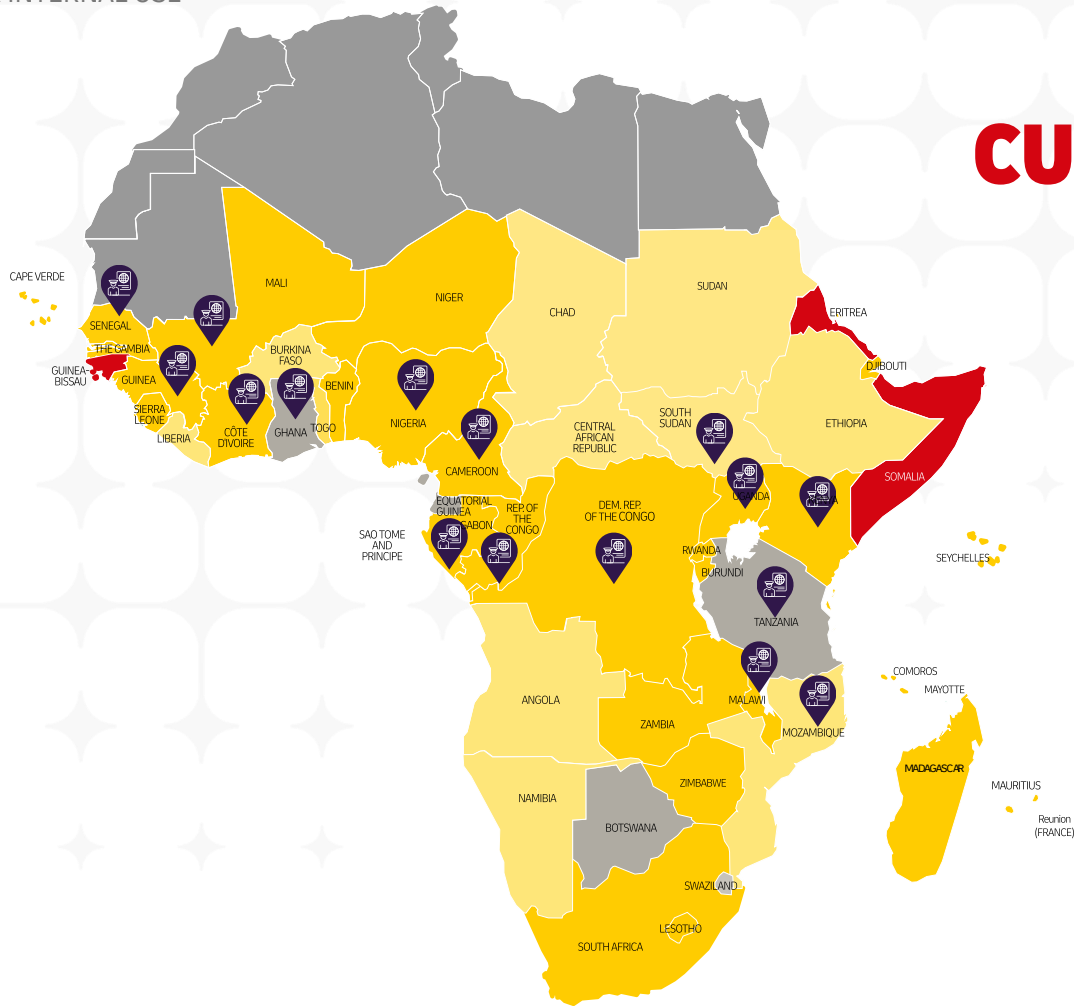 CU
MALI
CAPE VERDE
SUDAN
NIGER
CHAD
ERITREA
SENEGAL
THE GAMBIA
BURKINA
FASO
DJIBOUTI
GUINEA-
BISSAU
GUINEA
BENIN
SIERRA
LEONE
SOUTH
SUDAN
NIGERIA
ETHIOPIA
CENTRAL
AFRICAN
REPUBLIC
TOGO
CÔTE
D'IVOIRE
GHANA
LIBERIA
CAMEROON
SOMALIA
UGANDA
EQUATORIAL
GUINEA
REP. OF
THE
CONGO
DEM. REP.
OF THE CONGO
GABON
SAO TOME
AND
PRINCIPE
RWANDA
SEYCHELLES
BURUNDI
TANZANIA
COMOROS
MAYOTTE
ANGOLA
MALAWI
ZAMBIA
MOZAMBIQUE
MADAGASCAR
ZIMBABWE
MAURITIUS
NAMIBIA
Reunion
(FRANCE)
BOTSWANA
SWAZILAND
LESOTHO
SOUTH AFRICA